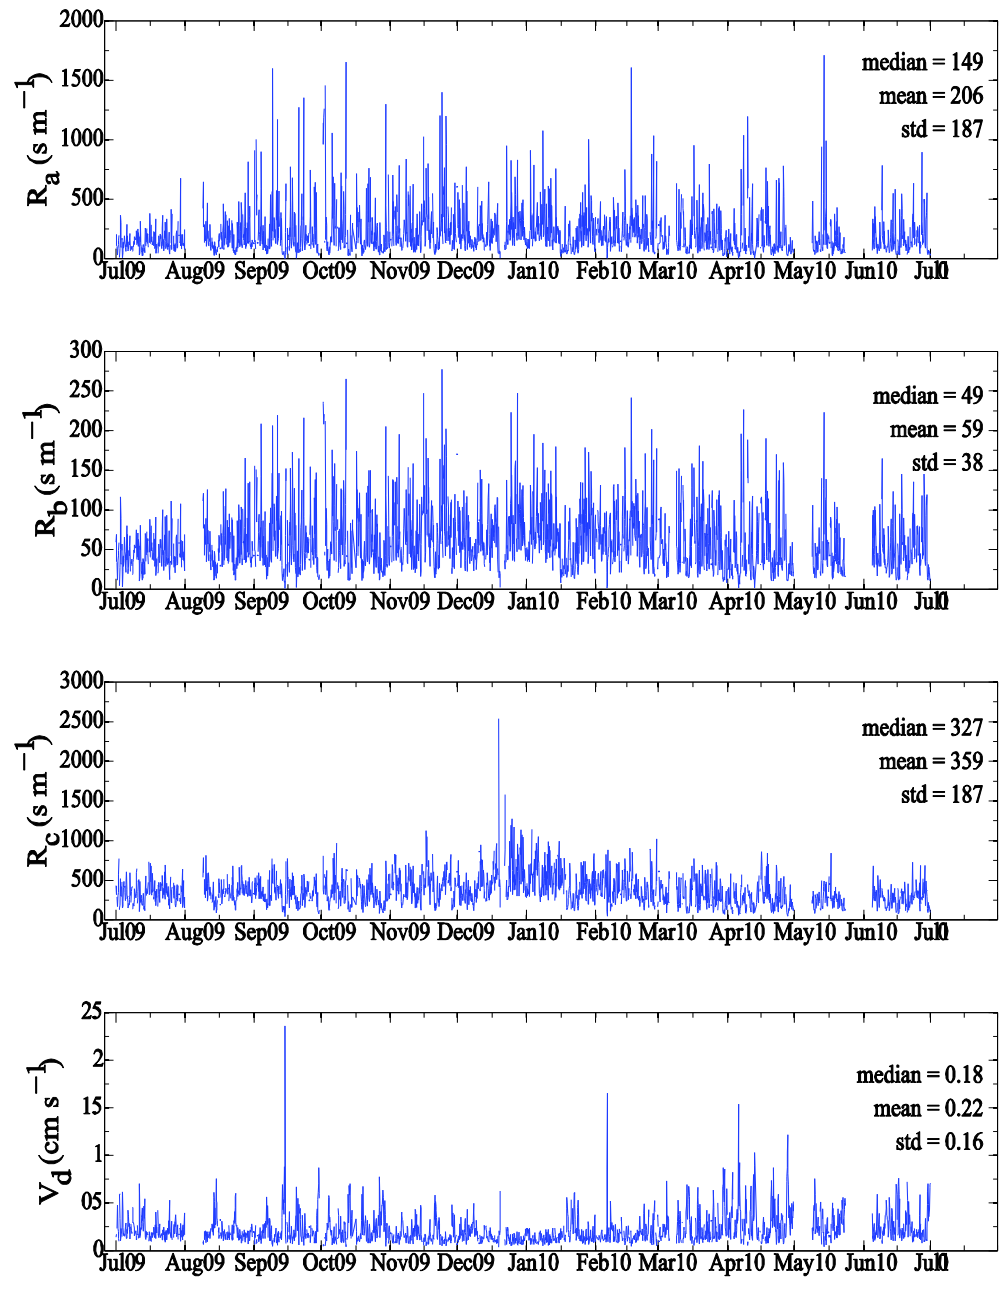 2000
1500
1000
500
0
R_a (s m⁻¹)
median = 149
mean = 206
std = 187
Jul09 Aug09 Sep09 Oct09 Nov09 Dec09 Jan10 Feb10 Mar10 Apr10 May10 Jun10 Jul10
300
250
200
150
100
50
0
R_b (s m⁻¹)
median = 49
mean = 59
std = 38
Jul09 Aug09 Sep09 Oct09 Nov09 Dec09 Jan10 Feb10 Mar10 Apr10 May10 Jun10 Jul10
3000
2500
2000
1500
1000
500
0
R_c (s m⁻¹)
median = 327
mean = 359
std = 187
Jul09 Aug09 Sep09 Oct09 Nov09 Dec09 Jan10 Feb10 Mar10 Apr10 May10 Jun10 Jul10
25
2
15
1
05
0
V_d (cm s⁻¹)
median = 0.18
mean = 0.22
std = 0.16
Jul09 Aug09 Sep09 Oct09 Nov09 Dec09 Jan10 Feb10 Mar10 Apr10 May10 Jun10 Jul10